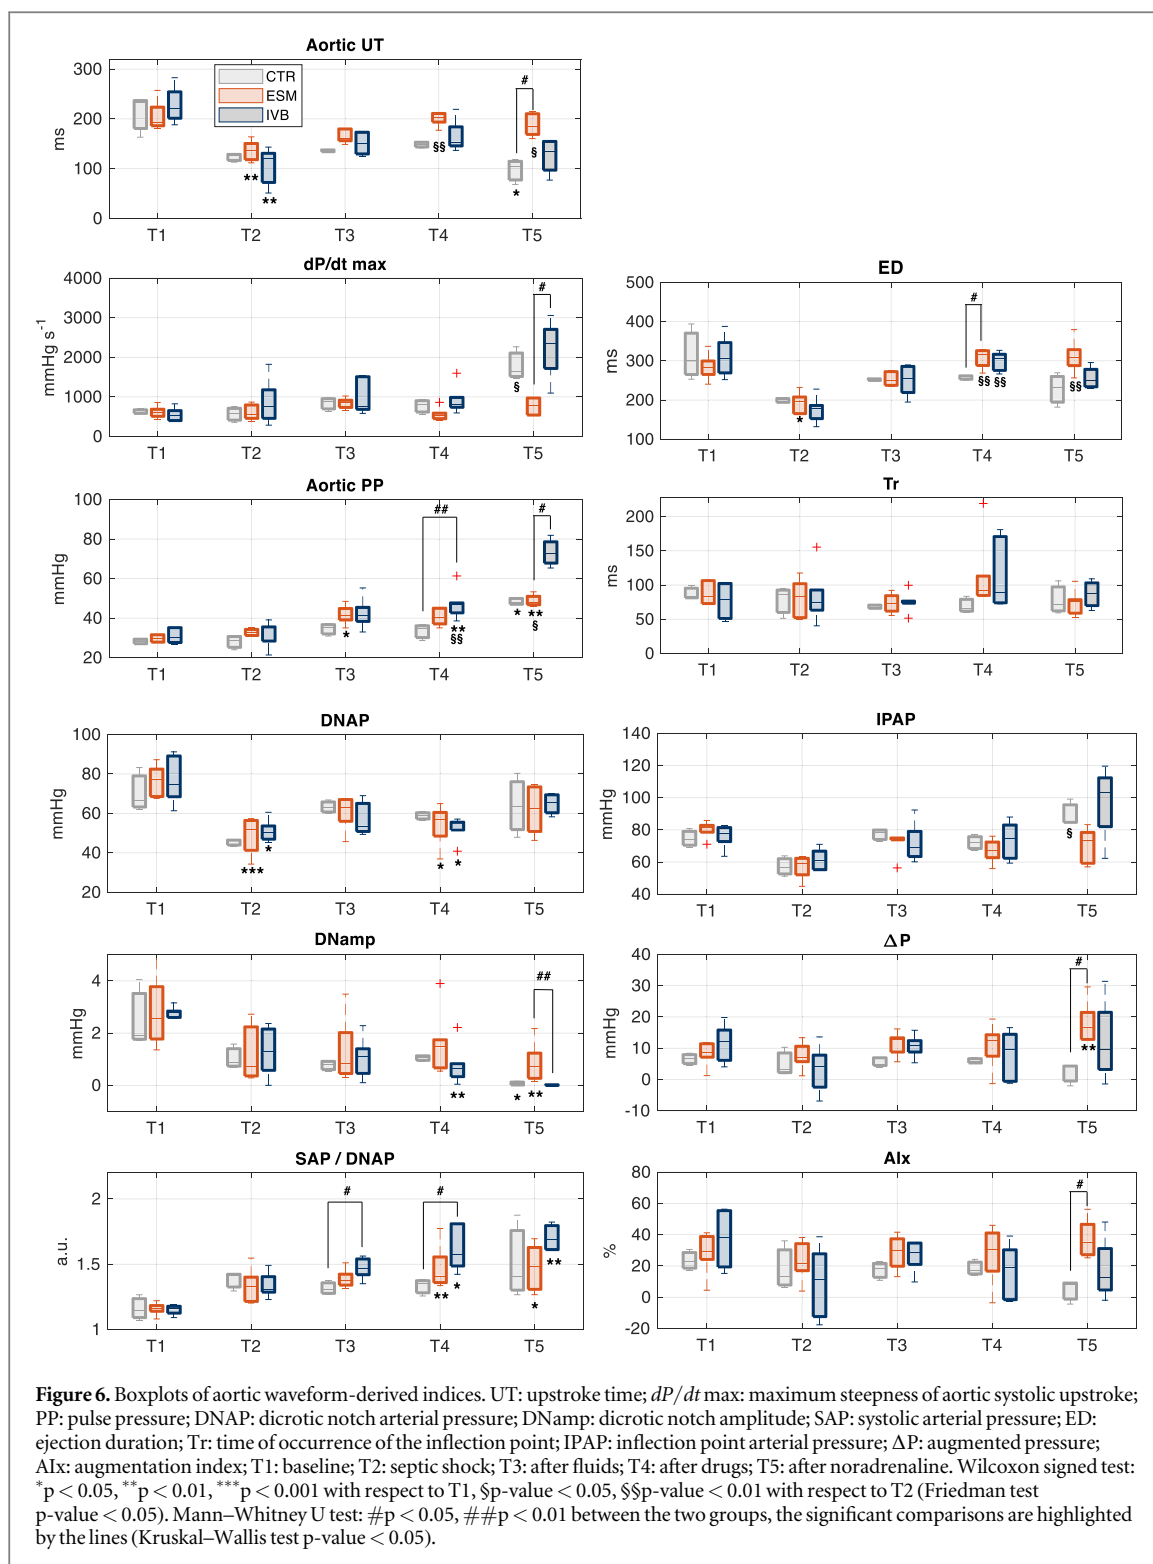 Aortic UT
300
200
100
0
ms
CTR
ESM
IVB
#
** ** §§ § *
T1 T2 T3 T4 T5
dP/dt max
4000
3000
2000
1000
0
mmHg s-1
#
§
T1 T2 T3 T4 T5
ED
500
400
300
200
100
ms
#
* §§ §§ §§
T1 T2 T3 T4 T5
Aortic PP
100
80
60
40
20
mmHg
## #
* ** §§ * ** §
T1 T2 T3 T4 T5
Tr
200
150
100
50
0
ms
T1 T2 T3 T4 T5
DNAP
100
80
60
40
20
mmHg
*** * * *
T1 T2 T3 T4 T5
IPAP
140
120
100
80
60
40
mmHg
§
T1 T2 T3 T4 T5
DNamp
4
2
0
mmHg
##
** * **
T1 T2 T3 T4 T5
ΔP
40
30
20
10
0
-10
mmHg
#
**
T1 T2 T3 T4 T5
SAP / DNAP
2
1.5
1
a.u.
# #
** * * **
T1 T2 T3 T4 T5
AIx
80
60
40
20
0
-20
%
#
T1 T2 T3 T4 T5
Figure 6. Boxplots of aortic waveform-derived indices. UT: upstroke time; dP/dt max: maximum steepness of aortic systolic upstroke;
PP: pulse pressure; DNAP: dicrotic notch arterial pressure; DNamp: dicrotic notch amplitude; SAP: systolic arterial pressure; ED:
ejection duration; Tr: time of occurrence of the inflection point; IPAP: inflection point arterial pressure; ΔP: augmented pressure;
AIx: augmentation index; T1: baseline; T2: septic shock; T3: after fluids; T4: after drugs; T5: after noradrenaline. Wilcoxon signed test:
*p < 0.05, **p < 0.01, ***p < 0.001 with respect to T1, §p-value < 0.05, §§p-value < 0.01 with respect to T2 (Friedman test
p-value < 0.05). Mann–Whitney U test: #p < 0.05, ##p < 0.01 between the two groups, the significant comparisons are highlighted
by the lines (Kruskal–Wallis test p-value < 0.05).